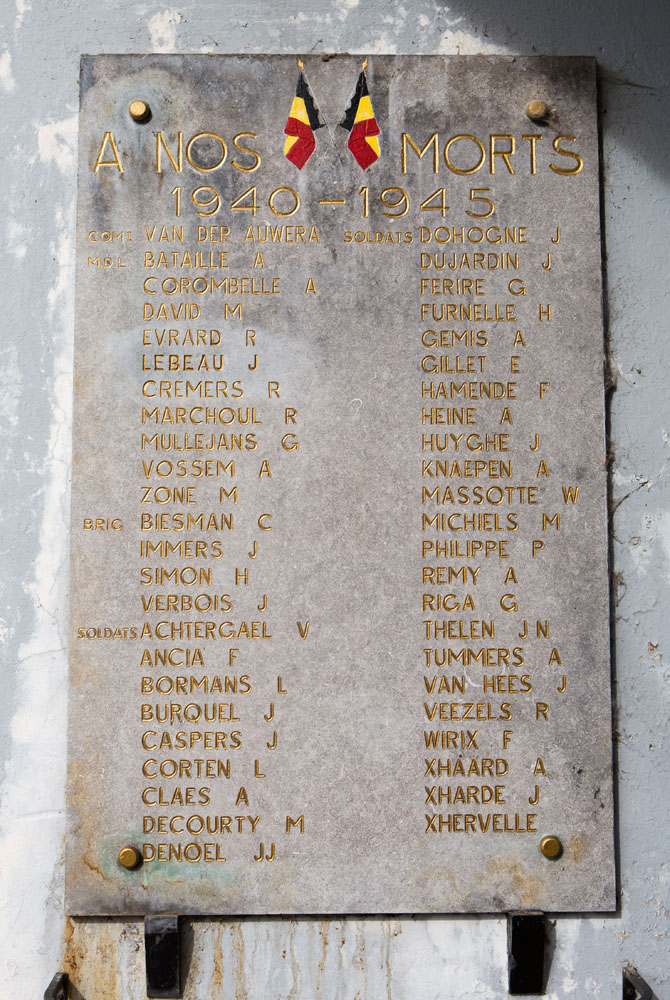 A NOS MORTS
1940-1945
COMT VAN DER AUWERA
M.D.L BATAILLE A
COROMBELLE A
DAVID M
EVRARD R
LEBEAU J
CREMERS R
MARCHOUL R
MULLEJANS G
VOSSEM A
ZONE M
BRIG BIESMAN C
IMMERS J
SIMON H
VERBOIS J
SOLDATS ACHTERGAEL V
ANCIA F
BORMANS L
BURQUEL J
CASPERS J
CORTEN L
CLAES A
DECOURTY M
DENOËL JJ
SOLDATS DOHOGNE J
DUJARDIN J
FERIRE G
FURNELLE H
GEMIS A
GILLET E
HAMENDE F
HEINE A
HUYGHE J
KNAEPEN A
MASSOTTE W
MICHIELS M
PHILIPPE P
REMY A
RIGA G
THELEN J N
TUMMERS A
VAN HEES J
VEEZELS R
WIRIX F
XHAARD A
XHARDE J
XHERVELLE